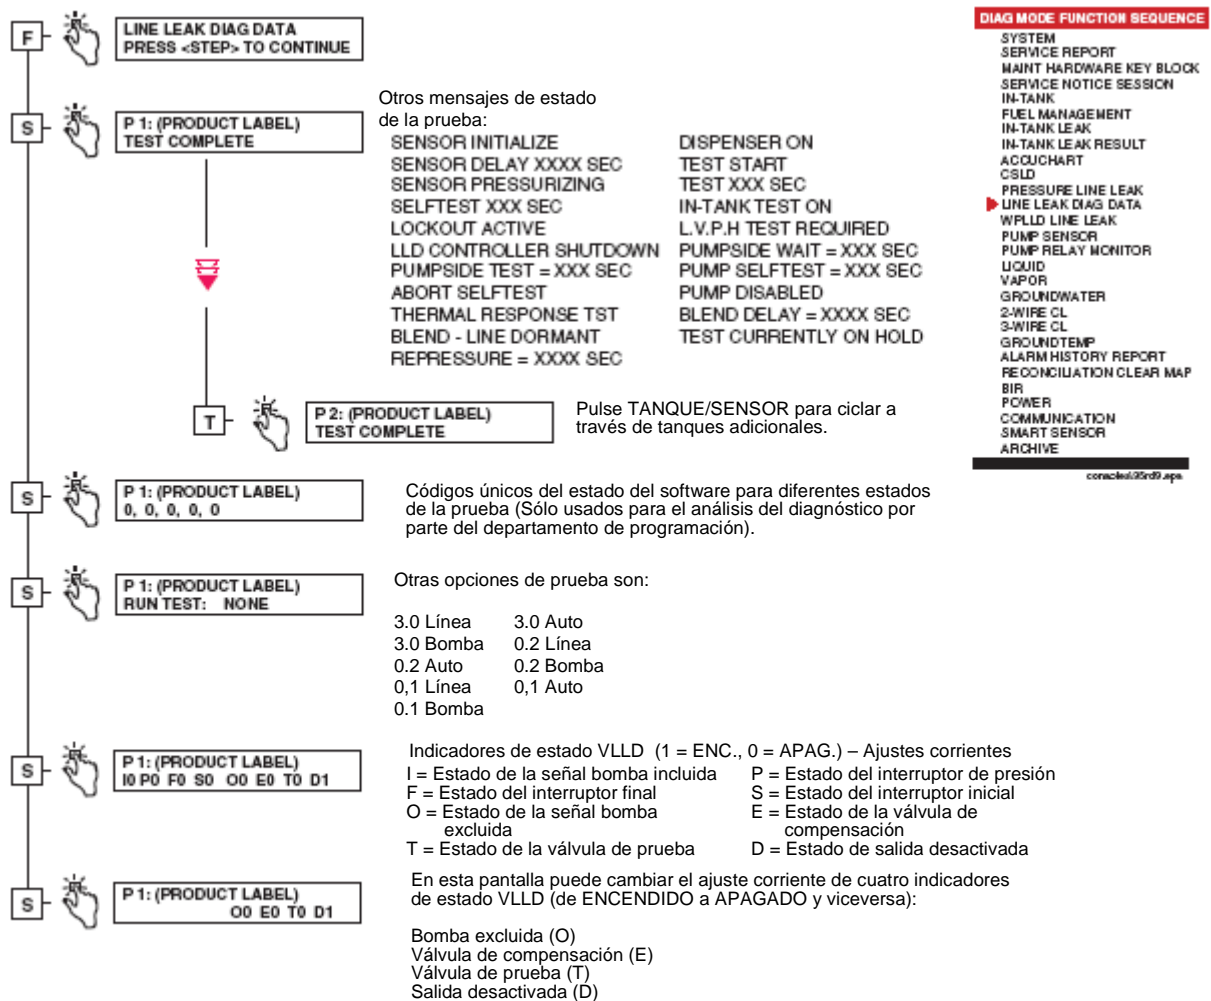 F
LINE LEAK DIAG DATA
PRESS <STEP> TO CONTINUE
S
P 1: (PRODUCT LABEL)
TEST COMPLETE
Otros mensajes de estado
de la prueba:
SENSOR INITIALIZE
SENSOR DELAY XXXX SEC
SENSOR PRESSURIZING
SELFTEST XXX SEC
LOCKOUT ACTIVE
LLD CONTROLLER SHUTDOWN
PUMPSIDE TEST = XXX SEC
ABORT SELFTEST
THERMAL RESPONSE TST
BLEND - LINE DORMANT
REPRESSURE = XXXX SEC
DISPENSER ON
TEST START
TEST XXX SEC
IN-TANK TEST ON
L.V.P.H TEST REQUIRED
PUMPSIDE WAIT = XXX SEC
PUMP SELFTEST = XXX SEC
PUMP DISABLED
BLEND DELAY = XXXX SEC
TEST CURRENTLY ON HOLD
T
P 2: (PRODUCT LABEL)
TEST COMPLETE
Pulse TANQUE/SENSOR para ciclar a
través de tanques adicionales.
S
P 1: (PRODUCT LABEL)
0, 0, 0, 0, 0
Códigos únicos del estado del software para diferentes estados
de la prueba (Sólo usados para el análisis del diagnóstico por
parte del departamento de programación).
S
P 1: (PRODUCT LABEL)
RUN TEST: NONE
Otras opciones de prueba son:
3.0 Línea 3.0 Auto
3.0 Bomba 0.2 Línea
0.2 Auto 0.2 Bomba
0,1 Línea 0,1 Auto
0.1 Bomba
S
P 1: (PRODUCT LABEL)
I0 P0 F0 S0 O0 E0 T0 D1
Indicadores de estado VLLD (1 = ENC., 0 = APAG.) – Ajustes corrientes
I = Estado de la señal bomba incluida
F = Estado del interruptor final
O = Estado de la señal bomba
excluida
T = Estado de la válvula de prueba
P = Estado del interruptor de presión
S = Estado del interruptor inicial
E = Estado de la válvula de
compensación
D = Estado de salida desactivada
S
P 1: (PRODUCT LABEL)
O0 E0 T0 D1
En esta pantalla puede cambiar el ajuste corriente de cuatro indicadores
de estado VLLD (de ENCENDIDO a APAGADO y viceversa):
Bomba excluida (O)
Válvula de compensación (E)
Válvula de prueba (T)
Salida desactivada (D)
DIAG MODE FUNCTION SEQUENCE
SYSTEM
SERVICE REPORT
MAINT HARDWARE KEY BLOCK
SERVICE NOTICE SESSION
IN-TANK
FUEL MANAGEMENT
IN-TANK LEAK
IN-TANK LEAK RESULT
ACCUCHART
CSLD
PRESSURE LINE LEAK
LINE LEAK DIAG DATA
WPLLD LINE LEAK
PUMP SENSOR
PUMP RELAY MONITOR
LIQUID
VAPOR
GROUNDWATER
2-WIRE CL
3-WIRE CL
GROUNDTEMP
ALARM HISTORY REPORT
RECONCILIATION CLEAR MAP
BIR
POWER
COMMUNICATION
SMART SENSOR
ARCHIVE
consoles\95rd9.eps